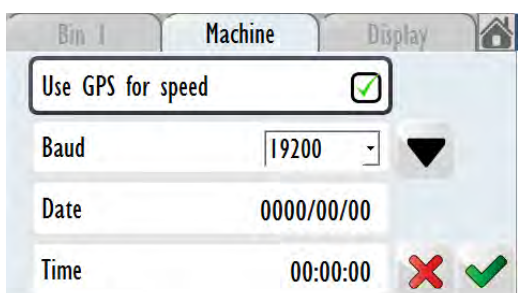 Bin 1 Machine Display
Use GPS for speed
Baud 19200
Date 0000/00/00
Time 00:00:00